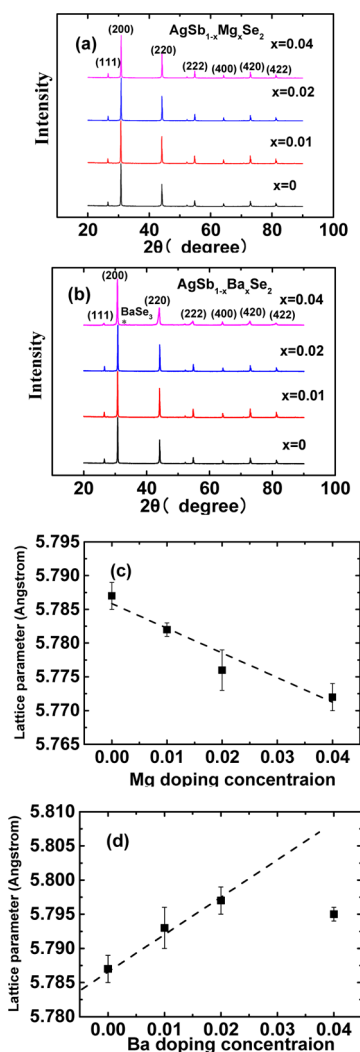 (a)
AgSb1-xMgxSe2
(200)
x=0.04
(220)
(111)
(222) (400) (420) (422)
x=0.02
x=0.01
x=0
Intensity
20 40 60 80 100
2θ( degree)
(200)
AgSb1-xBaxSe2
(b)
x=0.04
(220)
(111)
BaSe3
*
(222) (400) (420) (422)
x=0.02
x=0.01
x=0
Intensity
20 40 60 80 100
2θ( degree)
5.795
(c)
5.790
5.785
5.780
5.775
5.770
5.765
Lattice parameter (Angstrom)
0.00 0.01 0.02 0.03 0.04
Mg doping concentraion
5.810
(d)
5.805
5.800
5.795
5.790
5.785
5.780
Lattice parameter (Angstrom)
0.00 0.01 0.02 0.03 0.04
Ba doping concentraion